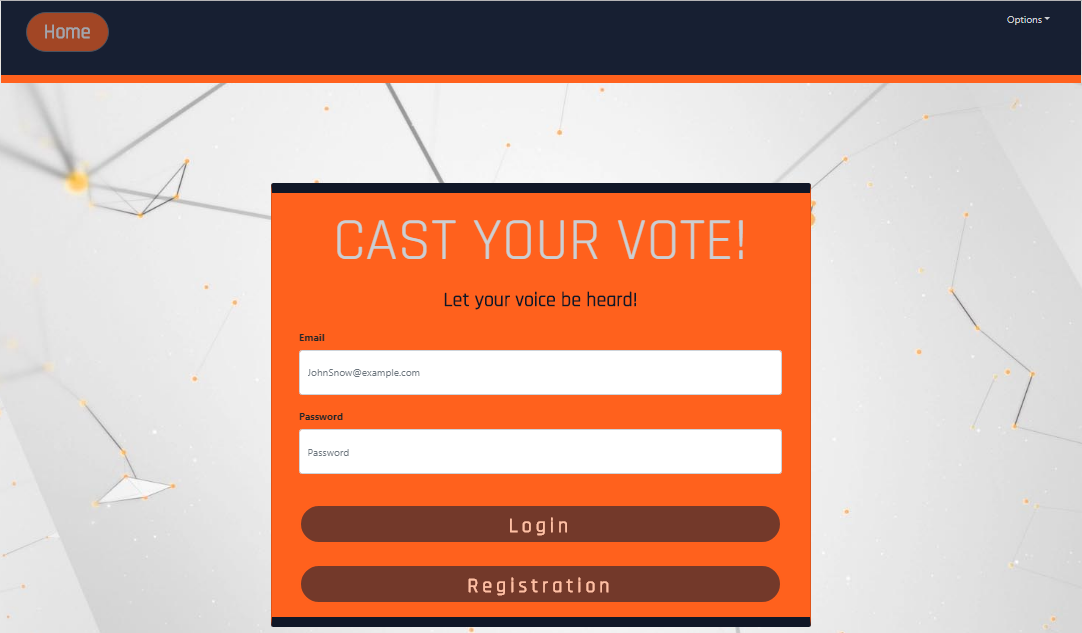 Home
Options
CAST YOUR VOTE!
Let your voice be heard!
Email
JohnSnow@example.com
Password
Password
Login
Registration